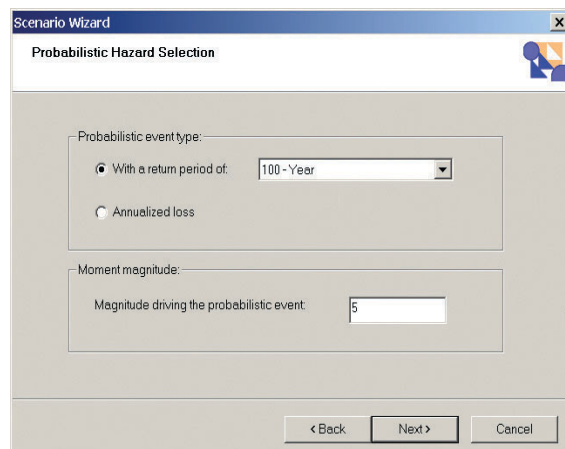 Scenario Wizard
Probabilistic Hazard Selection
Probabilistic event type:
With a return period of: 100 - Year
Annualized loss
Moment magnitude:
Magnitude driving the probabilistic event: 5
< Back Next > Cancel